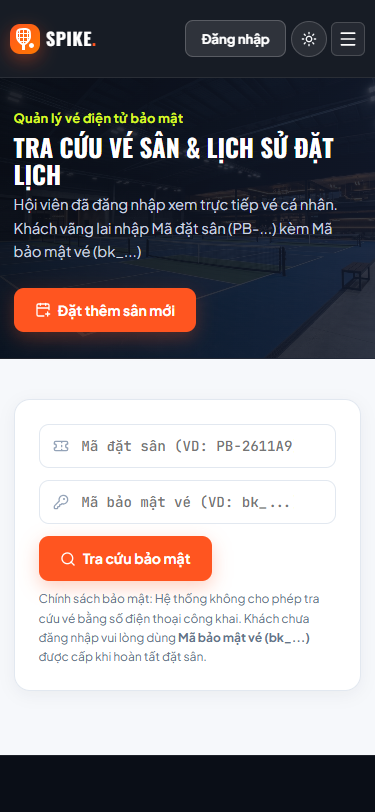 SPIKE.
Đăng nhập
Quản lý vé điện tử bảo mật
TRA CỨU VÉ SÂN & LỊCH SỬ ĐẶT
LỊCH
Hội viên đã đăng nhập xem trực tiếp vé cá nhân.
Khách vãng lai nhập Mã đặt sân (PB-...) kèm Mã
bảo mật vé (bk_...)
Đặt thêm sân mới
Mã đặt sân (VD: PB-2611A9
Mã bảo mật vé (VD: bk_...
Tra cứu bảo mật
Chính sách bảo mật: Hệ thống không cho phép tra
cứu vé bằng số điện thoại công khai. Khách chưa
đăng nhập vui lòng dùng Mã bảo mật vé (bk_...)
được cấp khi hoàn tất đặt sân.